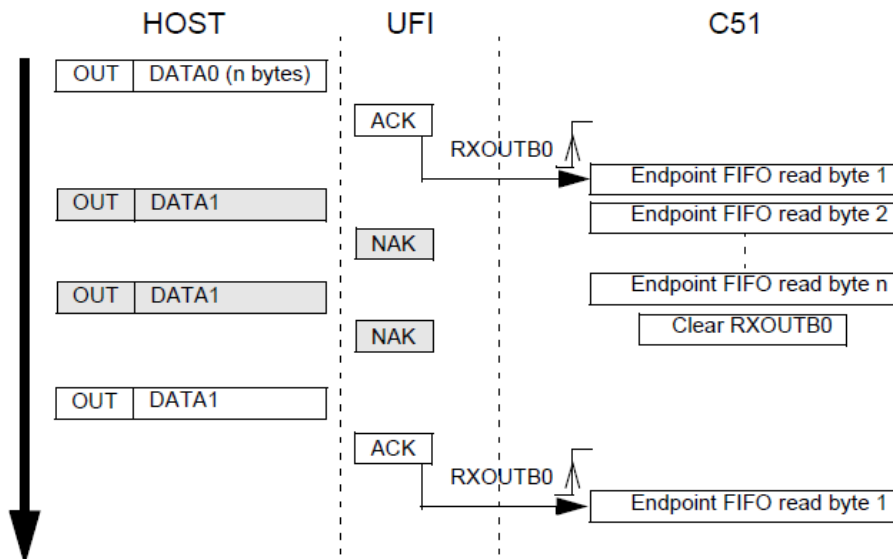 HOST UFI C51
OUT DATA0 (n bytes)
ACK
RXOUTB0
Endpoint FIFO read byte 1
OUT DATA1
Endpoint FIFO read byte 2
NAK
OUT DATA1
Endpoint FIFO read byte n
NAK
Clear RXOUTB0
OUT DATA1
ACK
RXOUTB0
Endpoint FIFO read byte 1